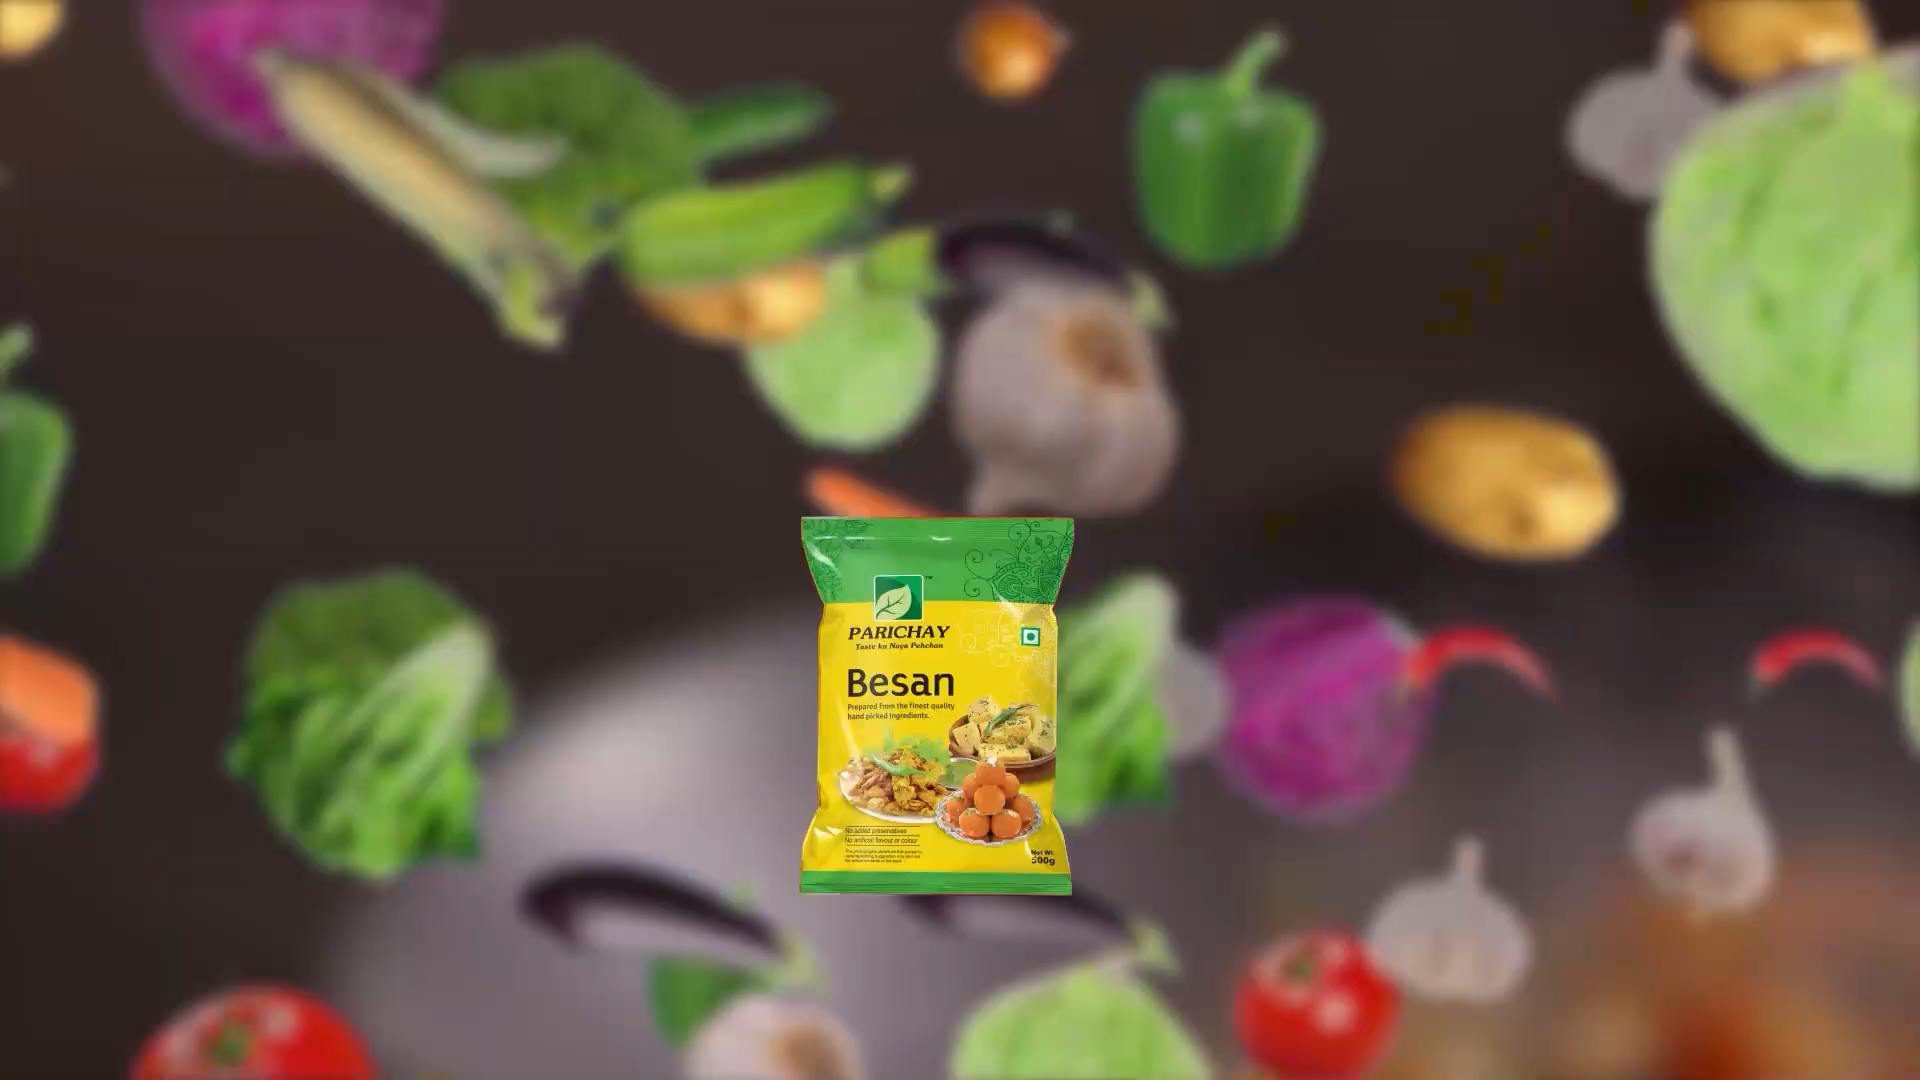 TM
PARICHAY
Taste ka Naya Pehchan
Besan
Prepared from the finest quality
hand picked ingredients.
No added preservatives
No artificial flavour or colour
Net Wt.
500g